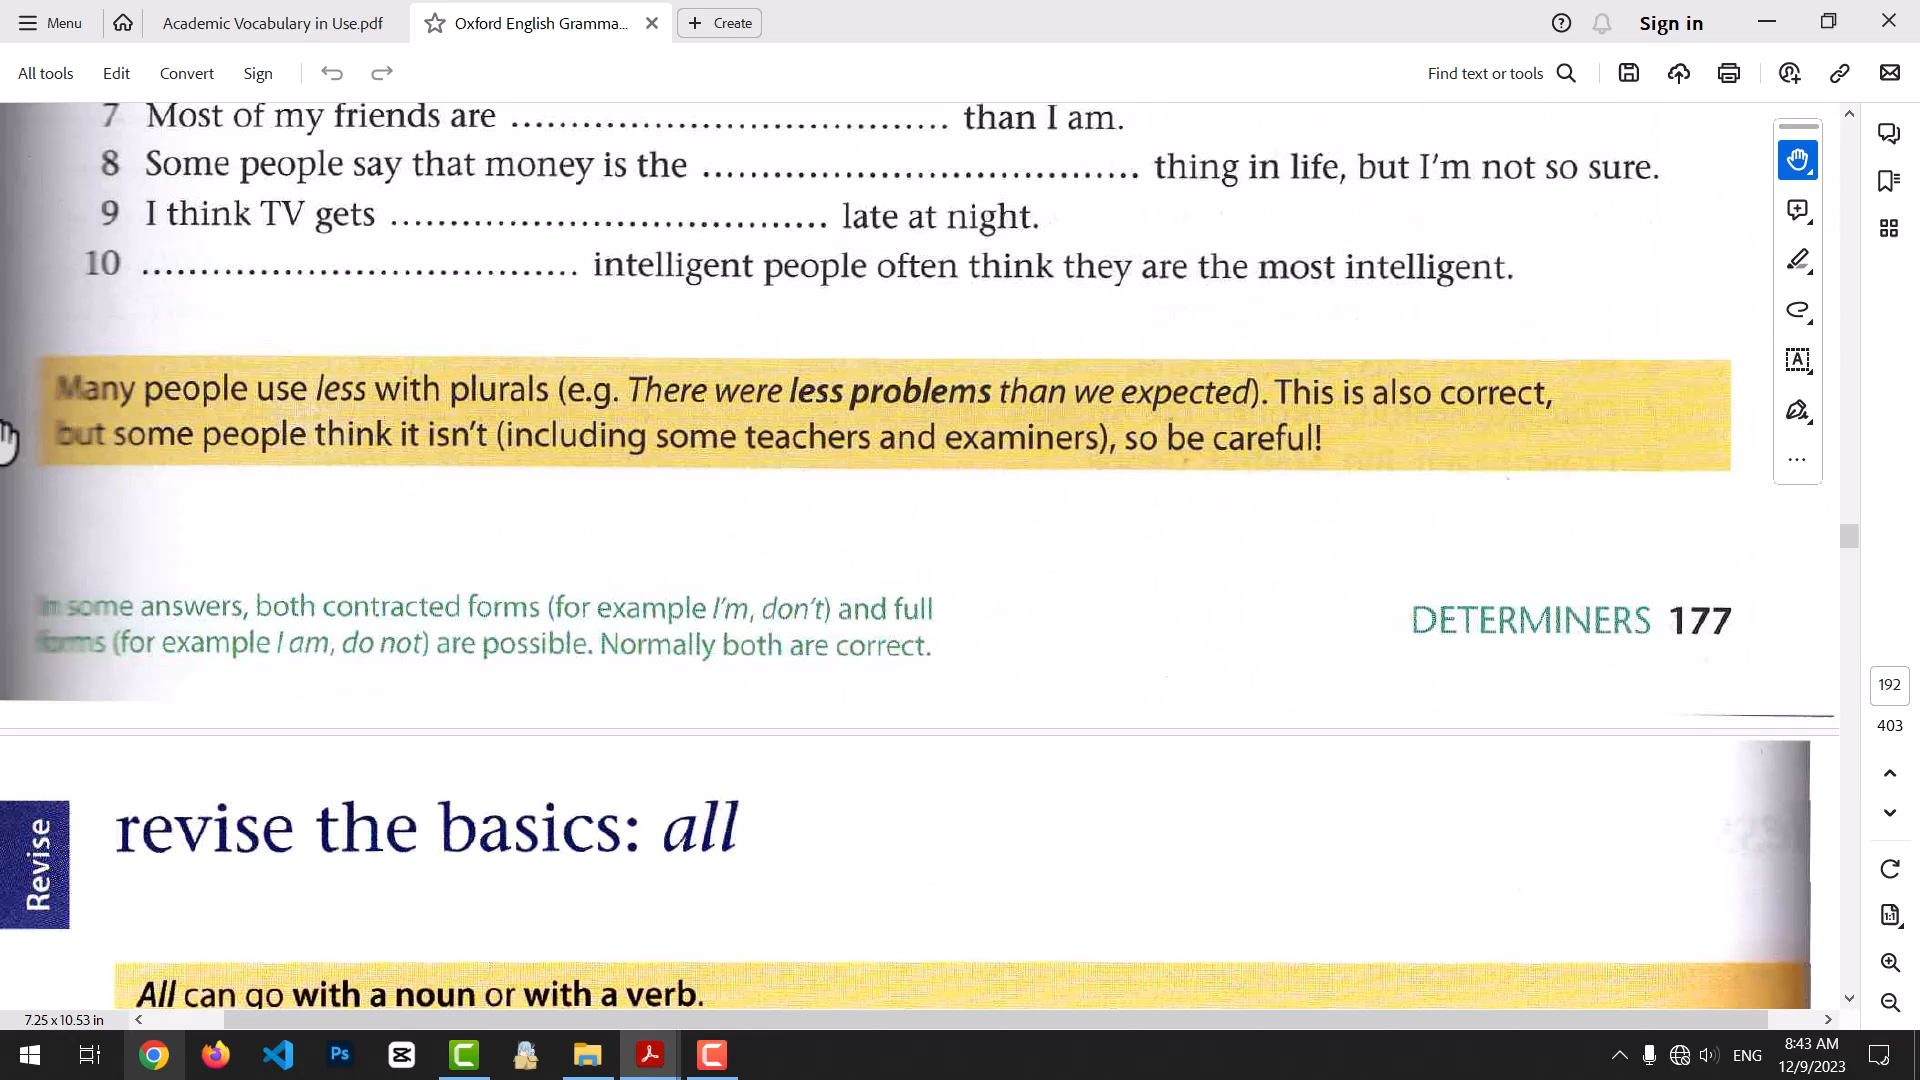 Menu
Academic Vocabulary in Use.pdf
Oxford English Gramma...
Create
Sign in
All tools
Edit
Convert
Sign
Find text or tools
7 Most of my friends are ..................................... than I am.
8 Some people say that money is the ..................................... thing in life, but I'm not so sure.
9 I think TV gets ..................................... late at night.
10 ..................................... intelligent people often think they are the most intelligent.
Many people use less with plurals (e.g. There were less problems than we expected). This is also correct,
but some people think it isn't (including some teachers and examiners), so be careful!
In some answers, both contracted forms (for example I'm, don't) and full
forms (for example I am, do not) are possible. Normally both are correct.
DETERMINERS 177
192
403
Revise
revise the basics: all
All can go with a noun or with a verb.
7.25 x 10.53 in
Ps
ENG
8:43 AM
12/9/2023